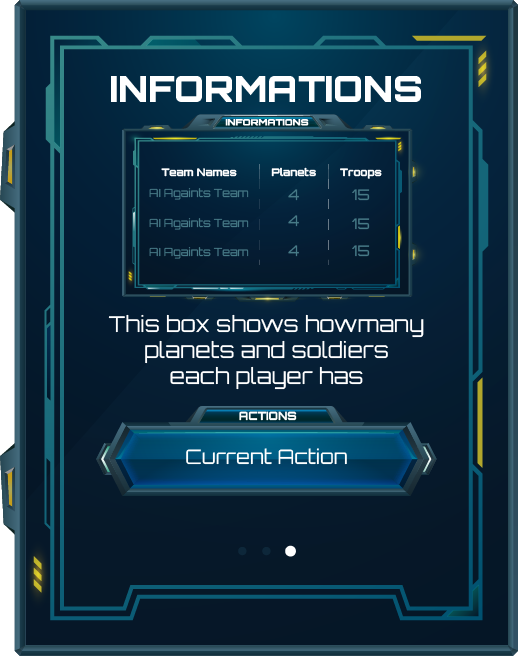 INFORMATIONS
INFORMATIONS
Team Names Planets Troops
AI Againts Team 4 15
AI Againts Team 4 15
AI Againts Team 4 15
This box shows howmany
planets and soldiers
each player has
ACTIONS
Current Action